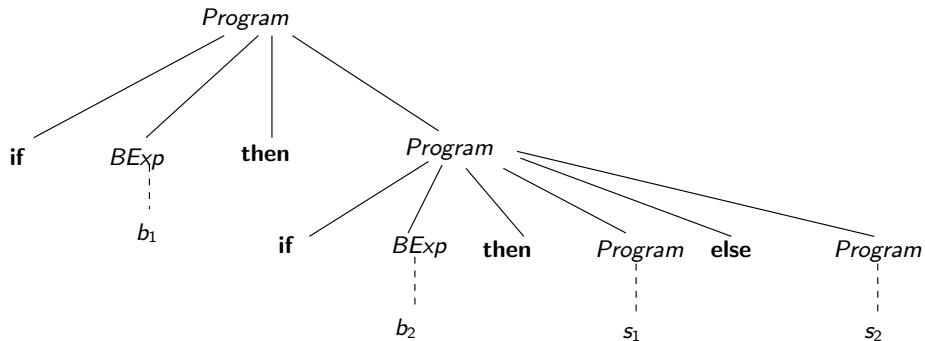 Program
if BExp then Program
b₁
if BExp then Program else Program
b₂ s₁ s₂